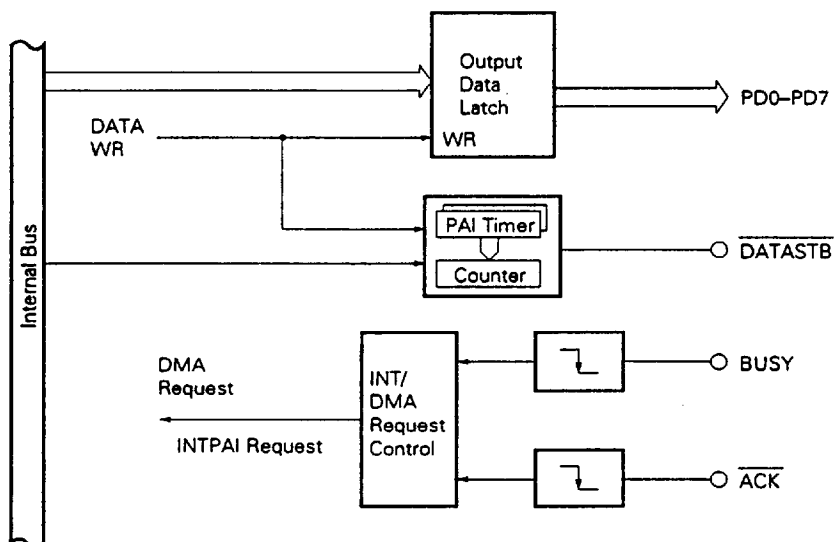 Output
Data
Latch
PD0–PD7
DATA
WR
WR
PAI Timer
DATASTB
Counter
Internal Bus
BUSY
DMA
Request
INT/
DMA
Request
Control
INTPAI Request
ACK